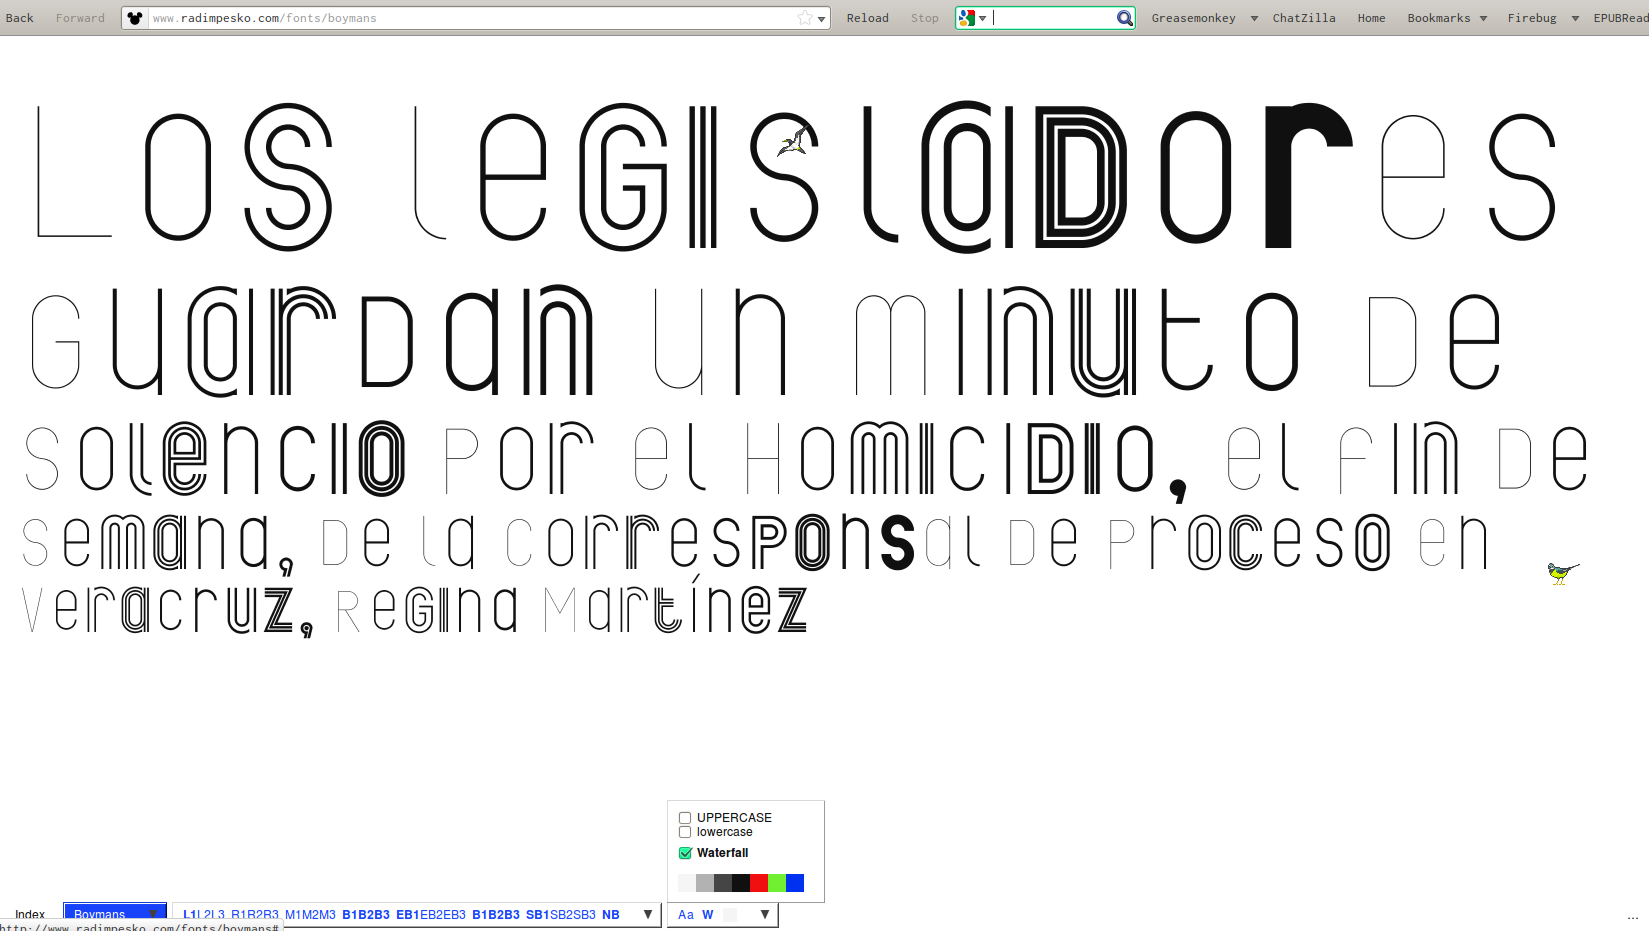 Back Forward www.radimpesko.com/fonts/boymans Reload Stop Greasemonkey ChatZilla Home Bookmarks Firebug EPUBRead
Los leGIslaDores
GuarDan un minuto De
solencio por el HomiciDio, el fin De
semana, De la corresponsal De proceso en
Veracruz, ReGina Martínez
UPPERCASE
lowercase
Waterfall
Index Boymans L1L2L3 R1R2R3 M1M2M3 B1B2B3 EB1EB2EB3 B1B2B3 SB1SB2SB3 NB Aa W ...
http://www.radimpesko.com/fonts/boymans#